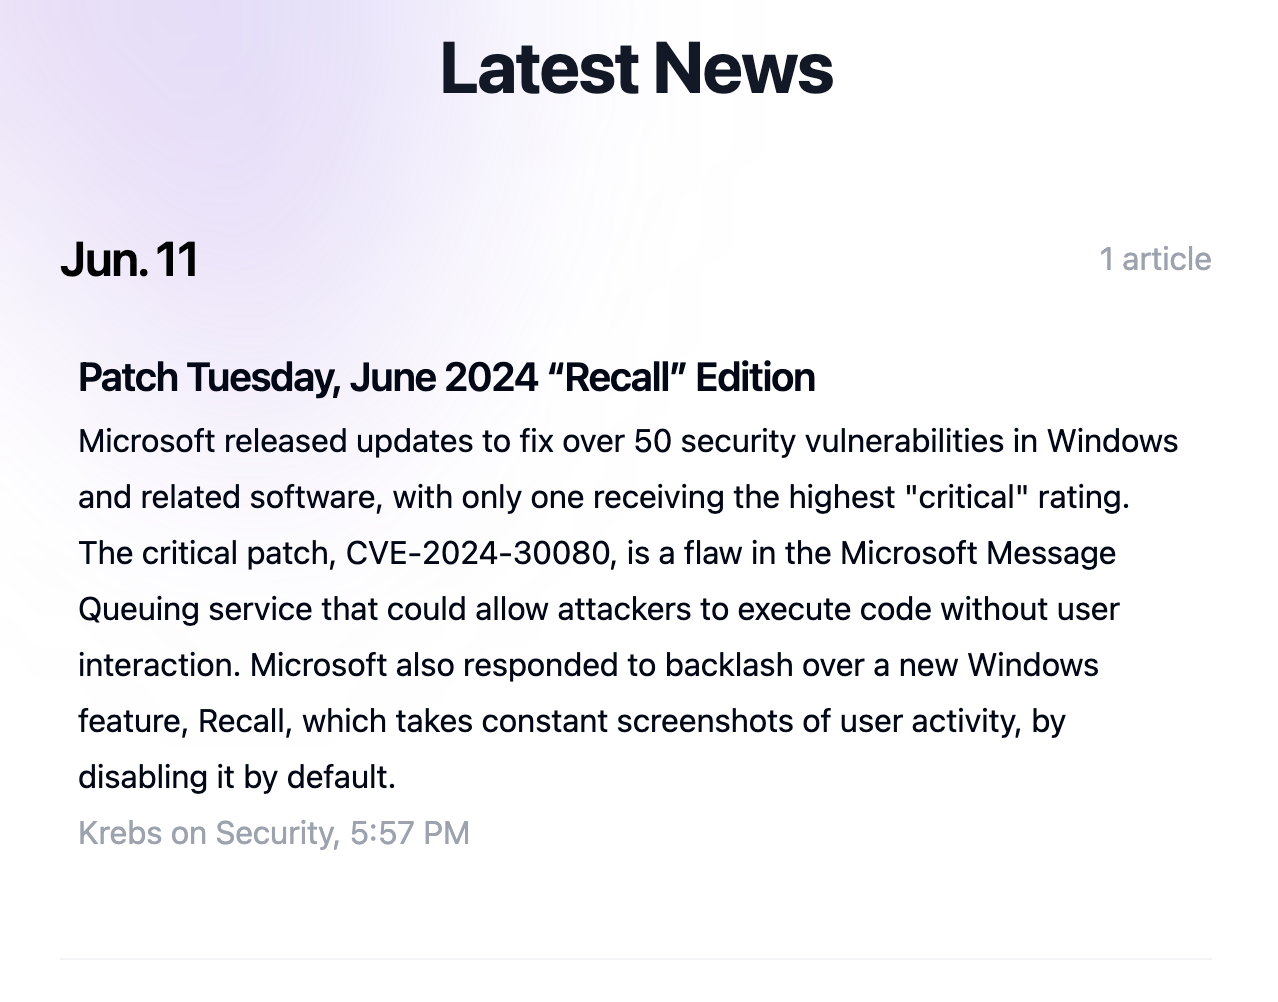 Latest News
Jun. 11
1 article
Patch Tuesday, June 2024 “Recall” Edition
Microsoft released updates to fix over 50 security vulnerabilities in Windows
and related software, with only one receiving the highest "critical" rating.
The critical patch, CVE-2024-30080, is a flaw in the Microsoft Message
Queuing service that could allow attackers to execute code without user
interaction. Microsoft also responded to backlash over a new Windows
feature, Recall, which takes constant screenshots of user activity, by
disabling it by default.
Krebs on Security, 5:57 PM